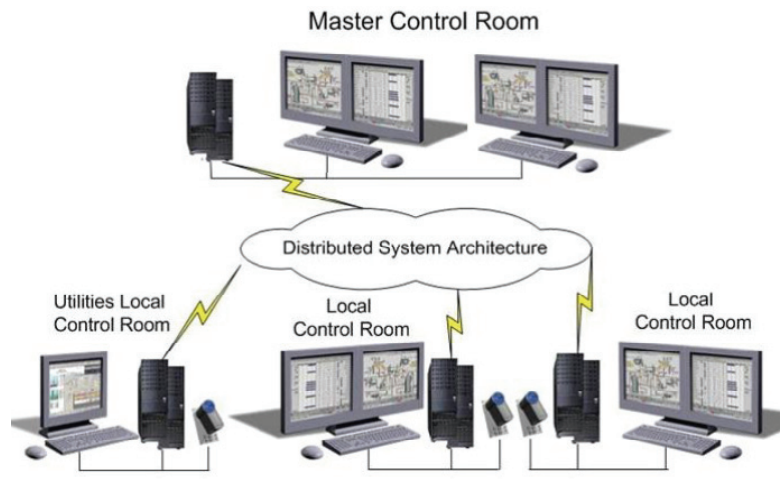 Master Control Room
Distributed System Architecture
Utilities Local
Control Room
Local
Control Room
Local
Control Room